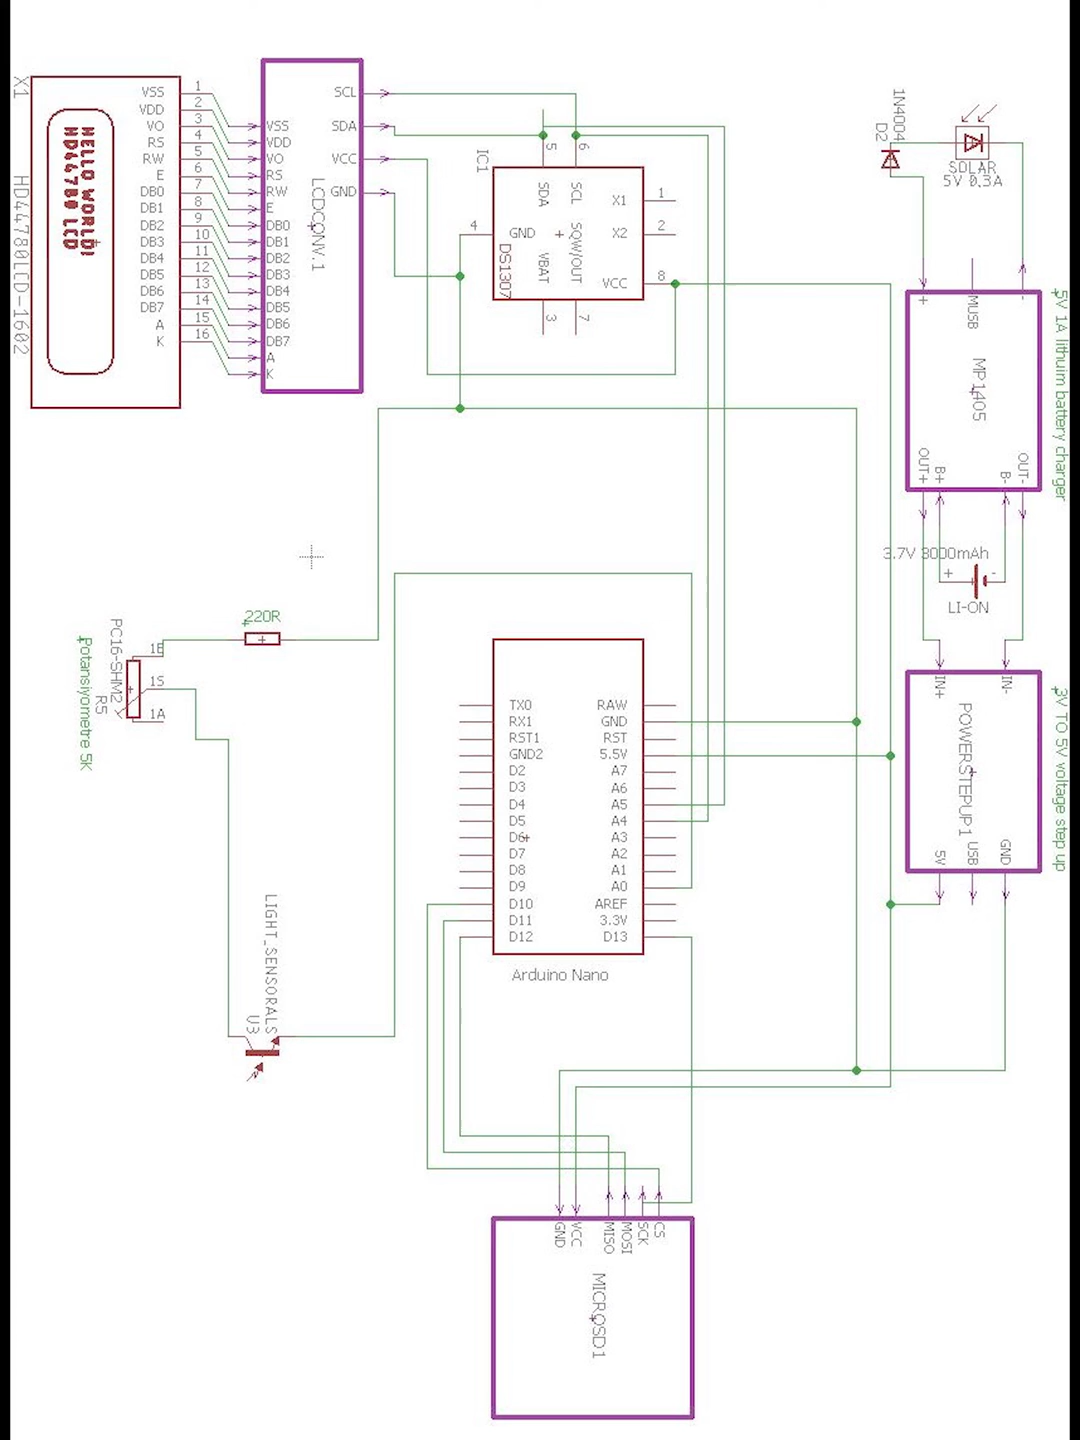 X1
HD44780LCD-1602
HELLO WORLD!
HD44780 LCD
VSS
VDD
VO
RS
RW
E
DB0
DB1
DB2
DB3
DB4
DB5
DB6
DB7
A
K
1
2
3
4
5
6
7
8
9
10
11
12
13
14
15
16
VSS
VDD
VO
RS
RW
E
DB0
DB1
DB2
DB3
DB4
DB5
DB6
DB7
A
K
LCDCONV.1
SCL
SDA
VCC
GND
IC1
5
6
SDA
SCL
X1
1
X2
2
4
GND
SQW/OUT
VBAT
DS1307
VCC
8
3
7
1N4004
D2
SOLAR
5V 0.3A
+
MUSB
-
MP1405
5V 1A lithuim battery charger
OUT+
B+
B-
OUT-
3.7V 3000mAh
+
-
LI-ON
IN+
IN-
POWERSTEPUP1
3V TO 5V voltage step up
5V
USB
GND
220R
PC16-SHM2
R5
Potansiyometre 5K
1E
1S
1A
LIGHT_SENSORALS
U3
TX0
RX1
RST1
GND2
D2
D3
D4
D5
D6
D7
D8
D9
D10
D11
D12
RAW
GND
RST
5.5V
A7
A6
A5
A4
A3
A2
A1
A0
AREF
3.3V
D13
Arduino Nano
GND
VCC
MISO
MOSI
SCK
CS
MICROSD1